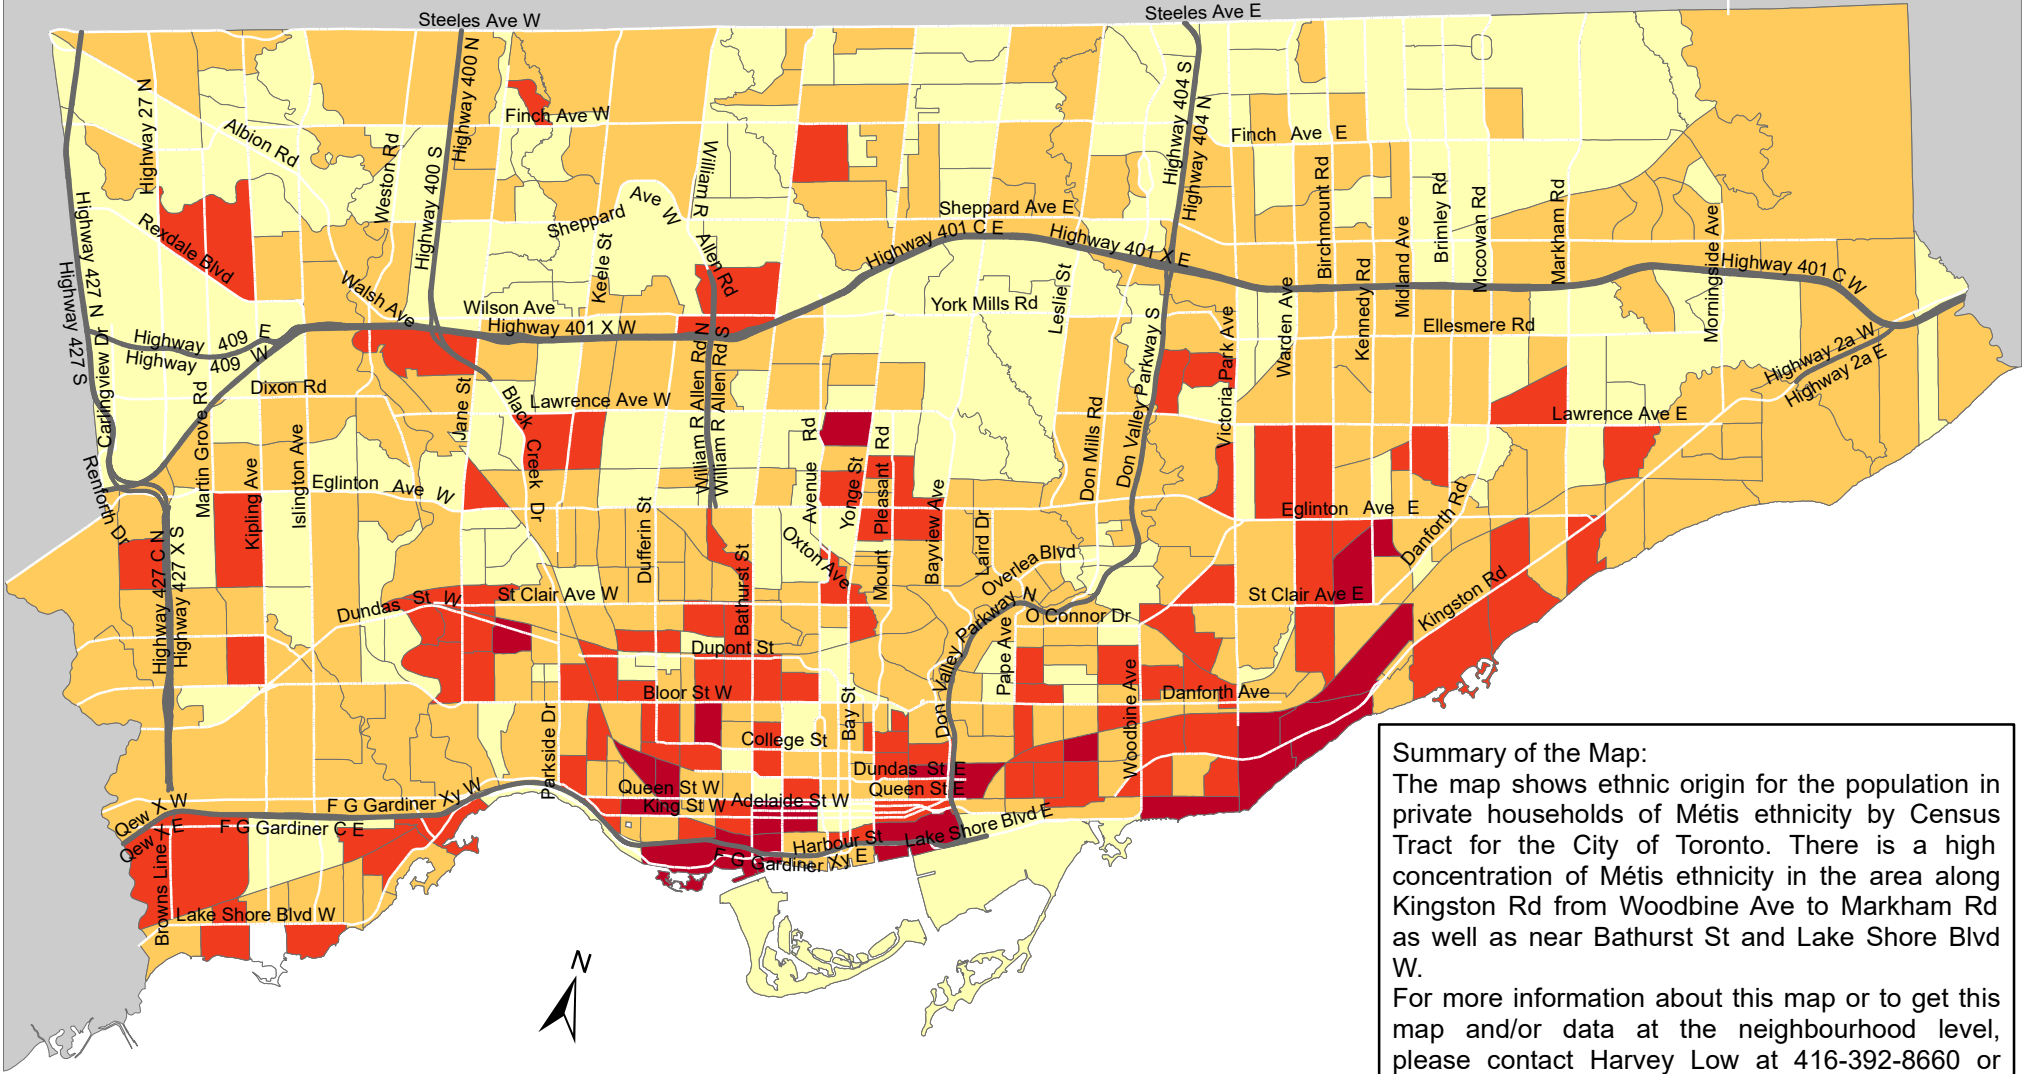 Steeles Ave W
Steeles Ave E
Highway 27 N
Albion Rd
Weston Rd
Highway 400 N
Highway 400 S
Finch Ave W
William R
Allen Rd
Highway 404 S
Highway 404 N
Finch Ave E
Birchmount Rd
Brimley Rd
Mccowan Rd
Markham Rd
Midland Ave
Kennedy Rd
Warden Ave
Morningside Ave
Highway 401 C W
Highway 427 N
Highway 427 S
Highway 427 S
Rexdale Blvd
Walsh Ave
Sheppard Ave W
Keele St
Sheppard Ave E
Highway 401 C E
Highway 401 X E
Wilson Ave
Highway 401 X W
York Mills Rd
Leslie St
Ellesmere Rd
Highway 2a W
Highway 2a E
Highway 409 E
Highway 409 W
Carlingview Dr
Dixon Rd
Martin Grove Rd
Kipling Ave
Islington Ave
Jane St
Black Creek Dr
Lawrence Ave W
William R Allen Rd N
William R Allen Rd S
Avenue Rd
Yonge St
Mount Pleasant Rd
Bayview Ave
Laird Dr
Don Mills Rd
Don Valley Parkway S
Victoria Park Ave
Lawrence Ave E
Renforth Dr
Eglinton Ave W
Eglinton Ave E
Danforth Rd
Highway 427 C N
Highway 427 X S
Dufferin St
Bathurst St
Oxton Ave
Overlea Blvd
Don Valley Parkway N
O Connor Dr
Dundas St W
St Clair Ave W
St Clair Ave E
Kingston Rd
Dupont St
Bloor St W
Bay St
Pape Ave
Woodbine Ave
Danforth Ave
Parkside Dr
College St
Dundas St E
Queen St W
Queen St E
King St W
Adelaide St W
Qew X W
Qew X E
F G Gardiner Xy W
F G Gardiner C E
Harbour St
Lake Shore Blvd E
F G Gardiner Xy E
Browns Line
Lake Shore Blvd W
N
Summary of the Map:
The map shows ethnic origin for the population in
private households of Métis ethnicity by Census
Tract for the City of Toronto. There is a high
concentration of Métis ethnicity in the area along
Kingston Rd from Woodbine Ave to Markham Rd
as well as near Bathurst St and Lake Shore Blvd
W.
For more information about this map or to get this
map and/or data at the neighbourhood level,
please contact Harvey Low at 416-392-8660 or